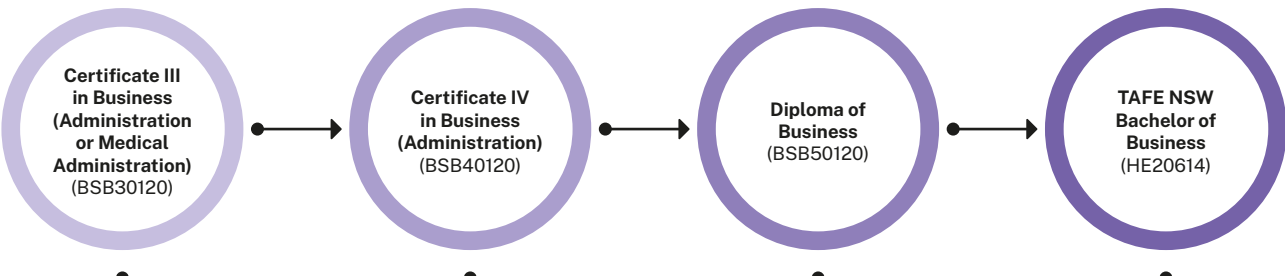 Certificate III
in Business
(Administration
or Medical
Administration)
(BSB30120)
Certificate IV
in Business
(Administration)
(BSB40120)
Diploma of
Business
(BSB50120)
TAFE NSW
Bachelor of
Business
(HE20614)